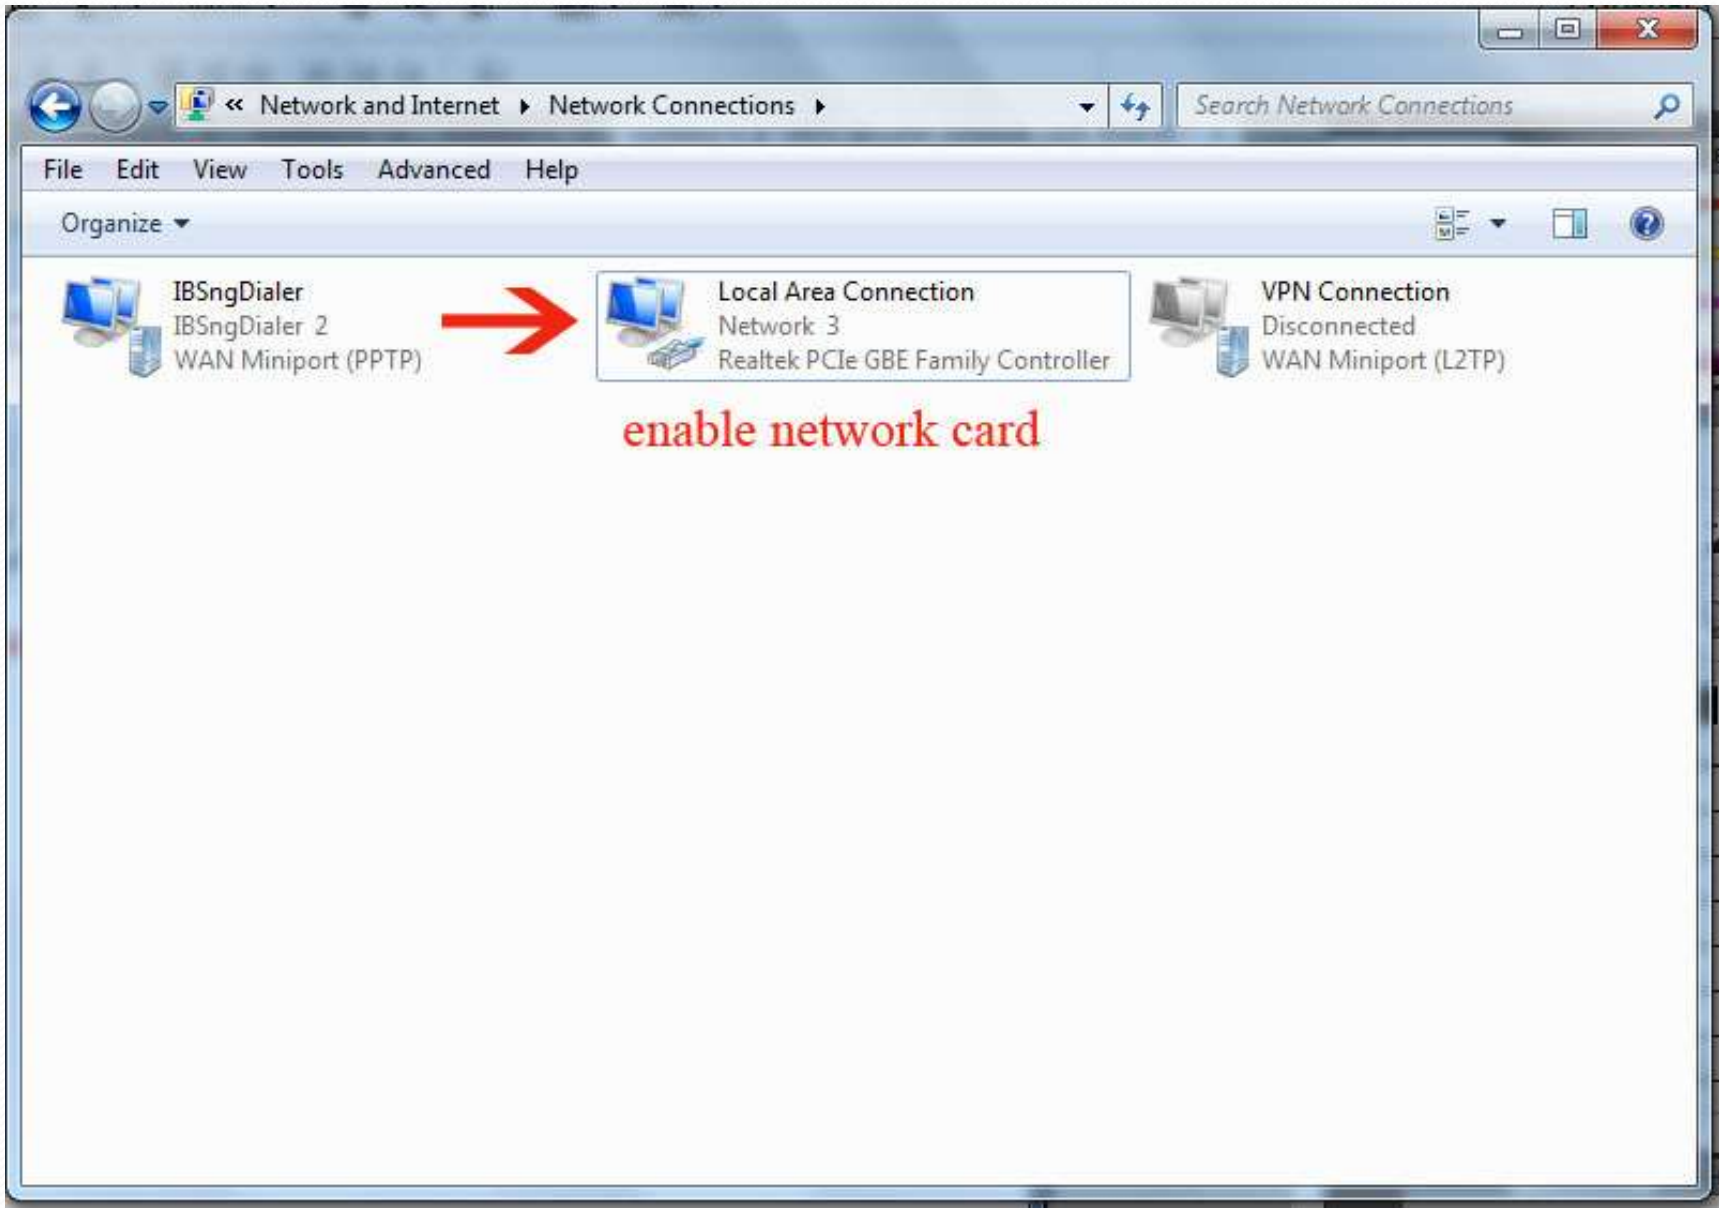 « Network and Internet ▸ Network Connections ▸
Search Network Connections
File Edit View Tools Advanced Help
Organize
IBSngDialer
IBSngDialer 2
WAN Miniport (PPTP)
Local Area Connection
Network 3
Realtek PCIe GBE Family Controller
VPN Connection
Disconnected
WAN Miniport (L2TP)
enable network card